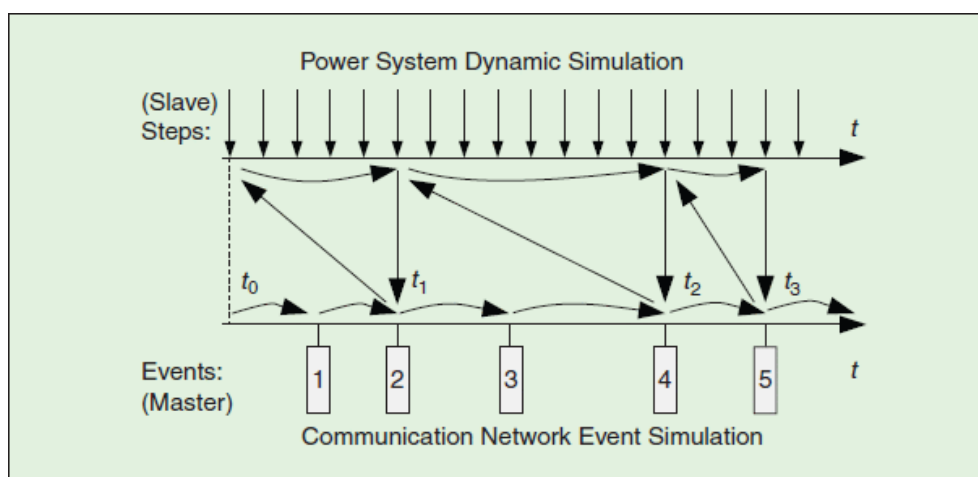 Power System Dynamic Simulation
(Slave)
Steps:
t
t0
t1
t2
t3
Events:
(Master)
1
2
3
4
5
t
Communication Network Event Simulation